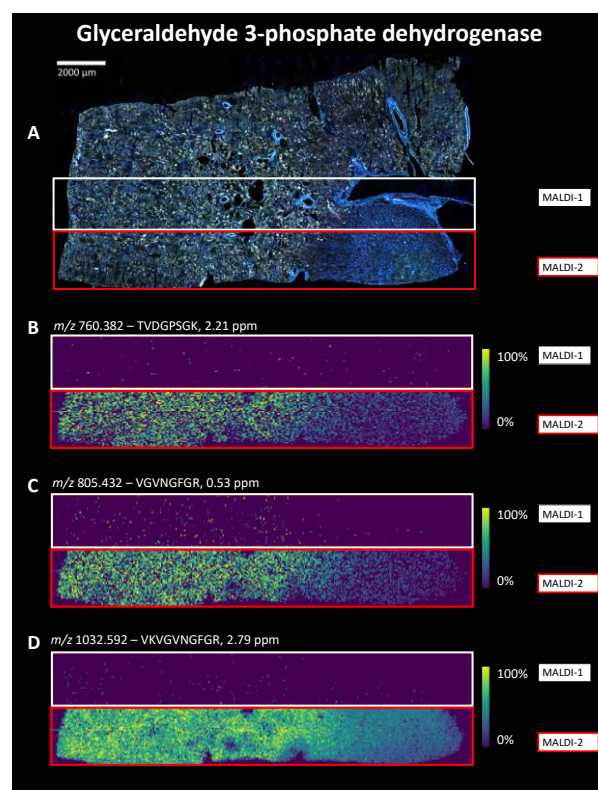 Glyceraldehyde 3-phosphate dehydrogenase
2000 µm
A
MALDI-1
MALDI-2
B
m/z 760.382 – TVDGPSGK, 2.21 ppm
100%
0%
MALDI-1
MALDI-2
C
m/z 805.432 – VGVNGFGR, 0.53 ppm
100%
0%
MALDI-1
MALDI-2
D
m/z 1032.592 – VKVGVNGFGR, 2.79 ppm
100%
0%
MALDI-1
MALDI-2